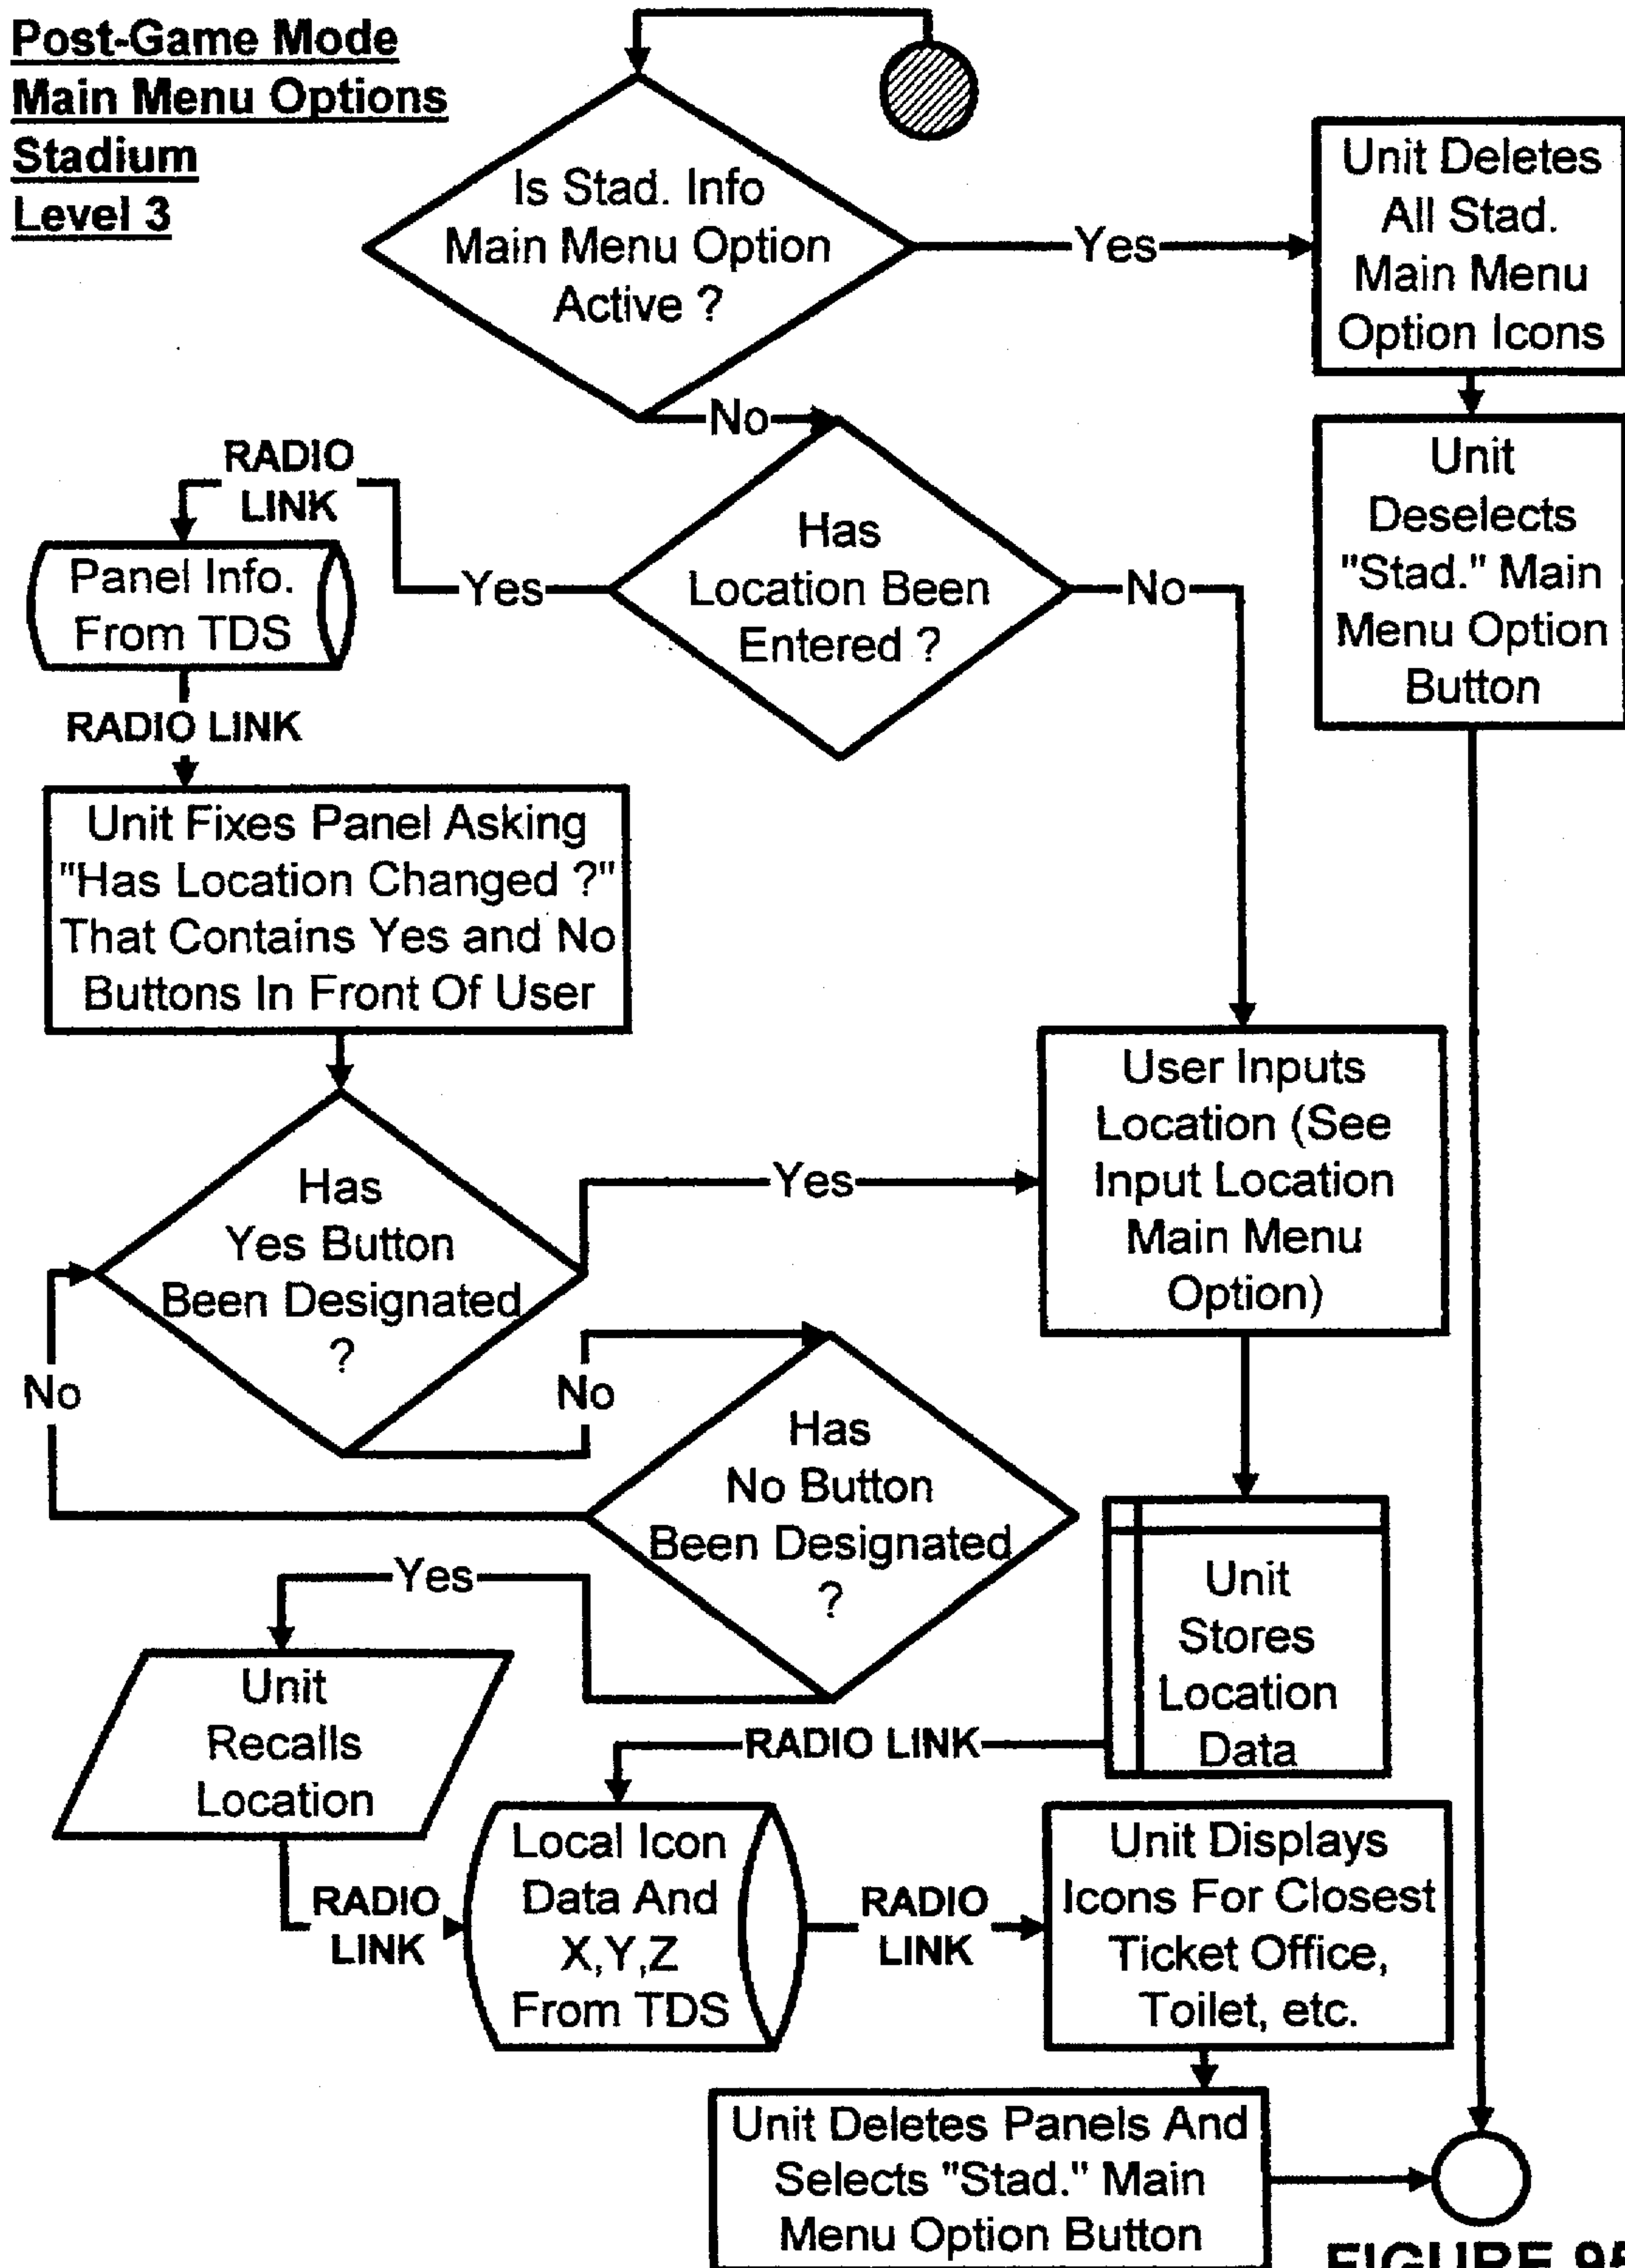 Post-Game Mode
Main Menu Options
Stadium
Level 3
Is Stad. Info
Main Menu Option
Active ?
Yes
Unit Deletes
All Stad.
Main Menu
Option Icons
No
Unit
Deselects
"Stad." Main
Menu Option
Button
Has
Location Been
Entered ?
Yes
No
RADIO
LINK
Panel Info.
From TDS
RADIO LINK
Unit Fixes Panel Asking
"Has Location Changed ?"
That Contains Yes and No
Buttons In Front Of User
Has
Yes Button
Been Designated
?
Yes
No
No
User Inputs
Location (See
Input Location
Main Menu
Option)
Has
No Button
Been Designated
?
Yes
Unit
Stores
Location
Data
Unit
Recalls
Location
RADIO LINK
RADIO
LINK
Local Icon
Data And
X,Y,Z
From TDS
RADIO
LINK
Unit Displays
Icons For Closest
Ticket Office,
Toilet, etc.
Unit Deletes Panels And
Selects "Stad." Main
Menu Option Button
FIGURE 95